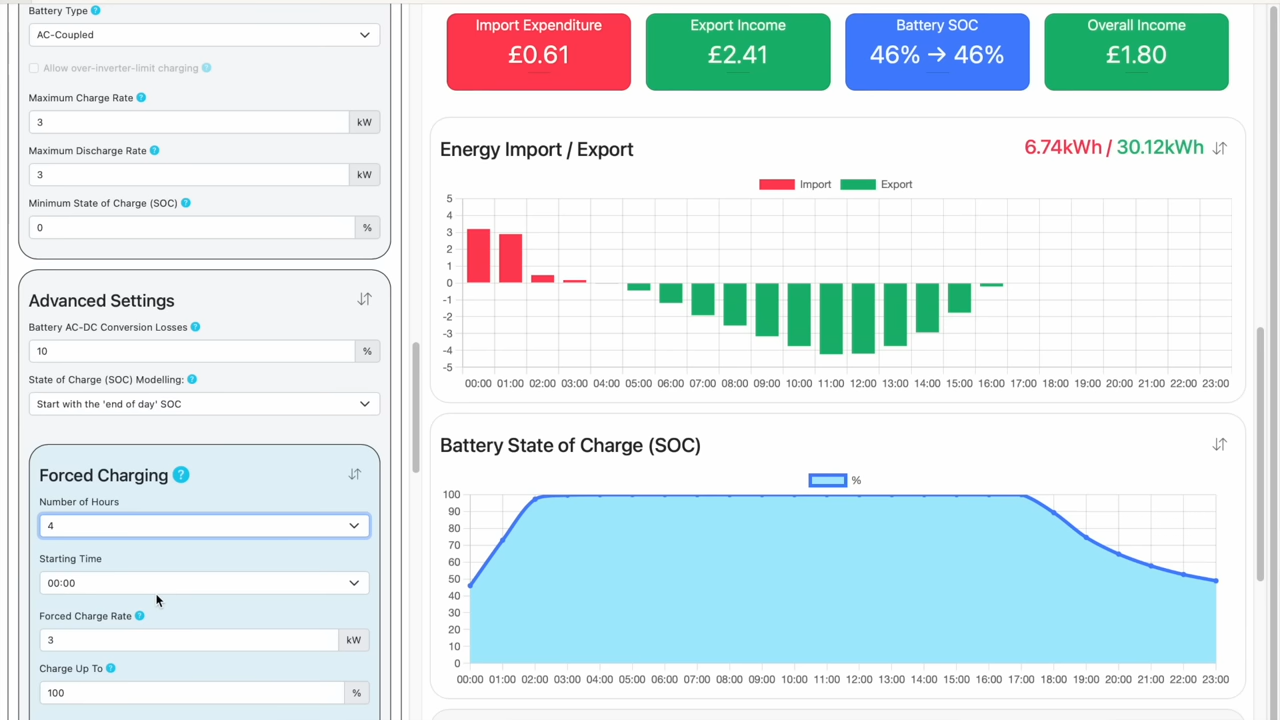 Battery Type ?
AC-Coupled
Allow over-inverter-limit charging ?
Maximum Charge Rate ?
3 kW
Maximum Discharge Rate ?
3 kW
Minimum State of Charge (SOC) ?
0 %
Advanced Settings
Battery AC-DC Conversion Losses ?
10 %
State of Charge (SOC) Modelling: ?
Start with the 'end of day' SOC
Forced Charging ?
Number of Hours
4
Starting Time
00:00
Forced Charge Rate ?
3 kW
Charge Up To ?
100 %
Import Expenditure
£0.61
Export Income
£2.41
Battery SOC
46% → 46%
Overall Income
£1.80
Energy Import / Export
6.74kWh / 30.12kWh
Import Export
5
4
3
2
1
0
-1
-2
-3
-4
-5
00:00 01:00 02:00 03:00 04:00 05:00 06:00 07:00 08:00 09:00 10:00 11:00 12:00 13:00 14:00 15:00 16:00 17:00 18:00 19:00 20:00 21:00 22:00 23:00
Battery State of Charge (SOC)
%
100
90
80
70
60
50
40
30
20
10
0
00:00 01:00 02:00 03:00 04:00 05:00 06:00 07:00 08:00 09:00 10:00 11:00 12:00 13:00 14:00 15:00 16:00 17:00 18:00 19:00 20:00 21:00 22:00 23:00